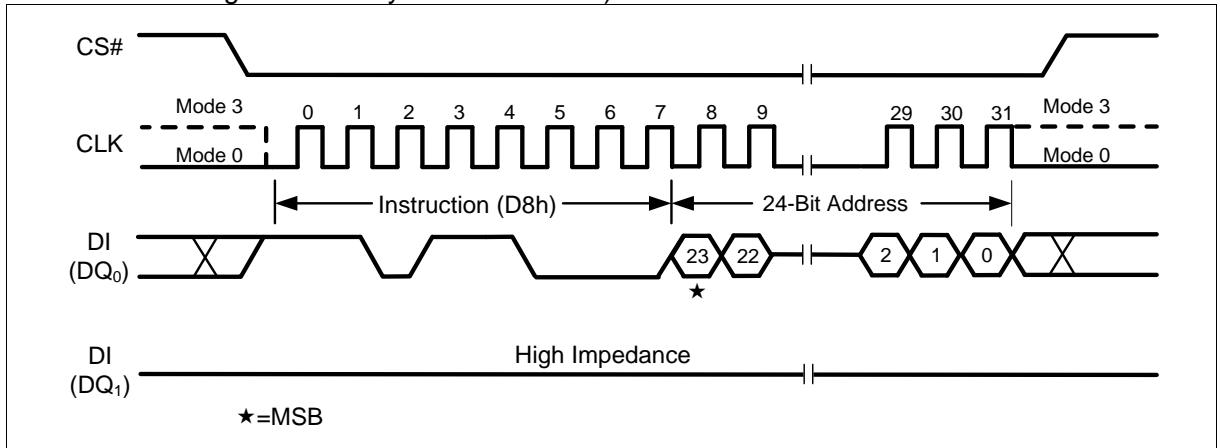 CS#
Mode 3 0 1 2 3 4 5 6 7 8 9 29 30 31 Mode 3
CLK
Mode 0 Mode 0
Instruction (D8h) 24-Bit Address
DI
(DQ0) 23 22 2 1 0
★
High Impedance
DI
(DQ1)
★=MSB